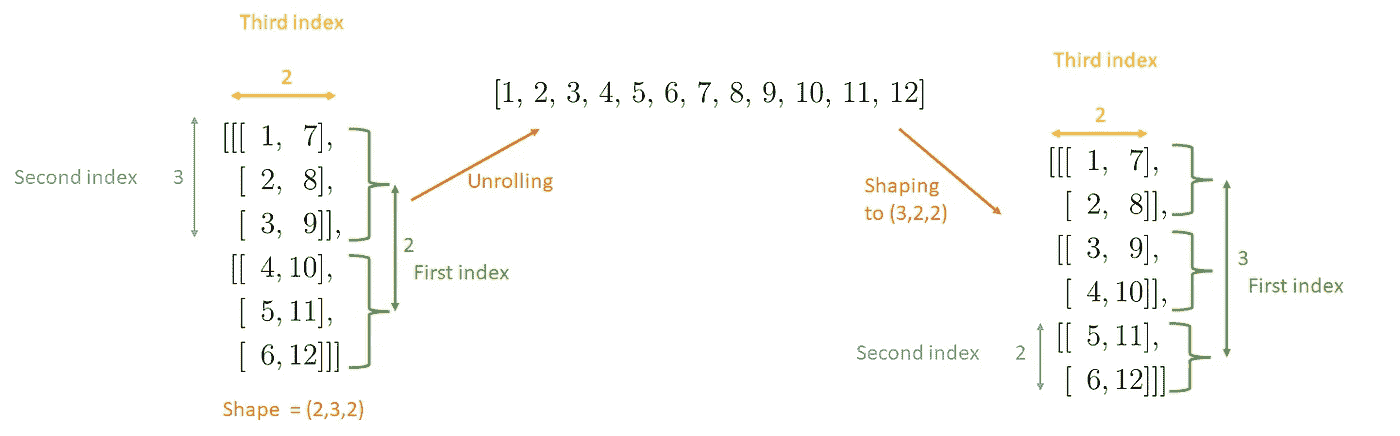 Third index
2
[[[ 1, 7],
[ 2, 8],
[ 3, 9]],
[[ 4, 10],
[ 5, 11],
[ 6, 12]]]
Second index 3
2
First index
Shape = (2,3,2)
Unrolling
[1, 2, 3, 4, 5, 6, 7, 8, 9, 10, 11, 12]
Shaping
to (3,2,2)
Third index
2
[[[ 1, 7],
[ 2, 8]],
[[ 3, 9],
[ 4, 10]],
[[ 5, 11],
[ 6, 12]]]
Second index 2
3
First index